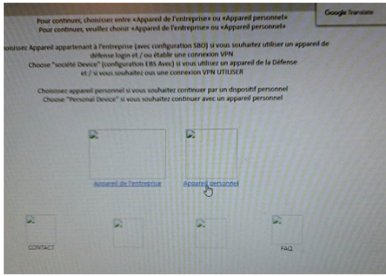 Google Translate
Pour continuer, choisissez entre «Appareil de l'entreprise» ou «Appareil personnel»
Pour continuer, veuillez choisir «Appareil de l'entreprise» ou «Appareil personnel»
Appareil appartenant à l'entreprise (avec configuration SBO) si vous souhaitez utiliser un appareil de
défense login et / ou établir une connexion VPN
Choose "société Device" (configuration EBS Avec) si vous utilisez un appareil de la Défense
et / si vous souhaitez ous une connexion VPN UTILISER
Choisissez appareil personnel si vous souhaitez continuer par un dispositif personnel
Choose "Personal Device" si vous souhaitez continuer avec un appareil personnel
Appareil de l'entreprise
Appareil personnel
CONTACT
FAQ